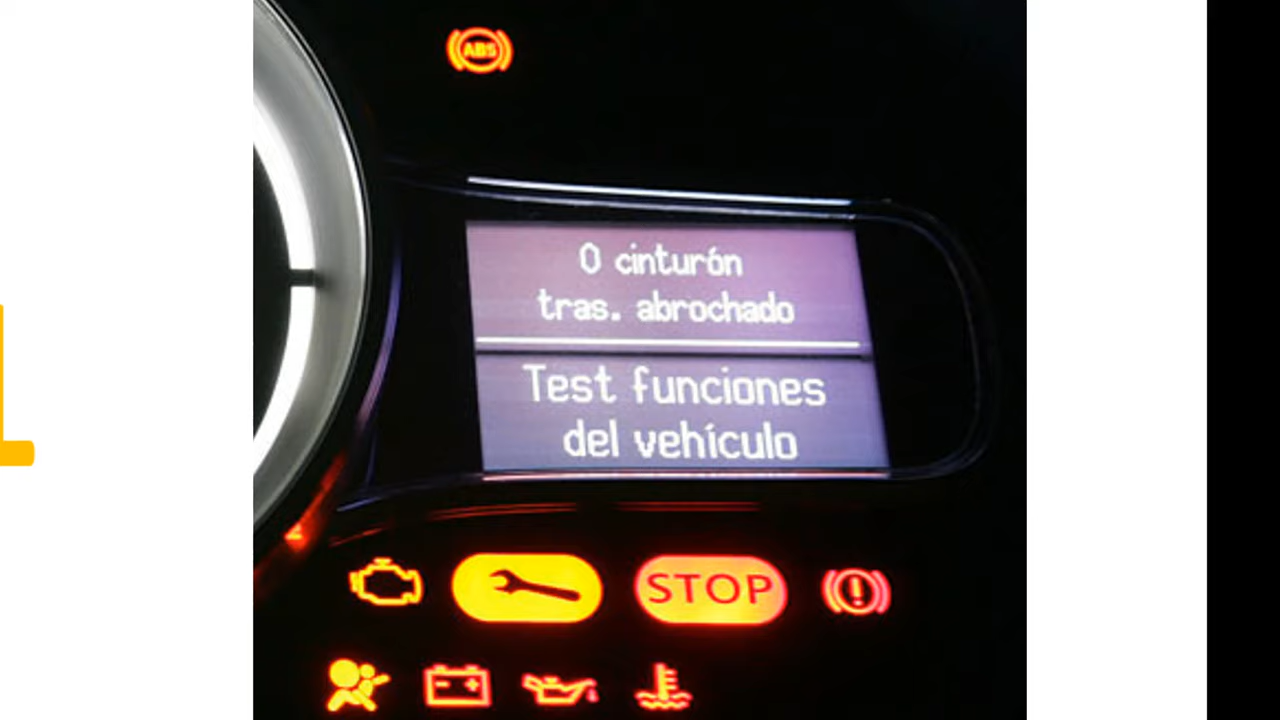 ABS
0 cinturón
tras. abrochado
Test funciones
del vehículo
STOP